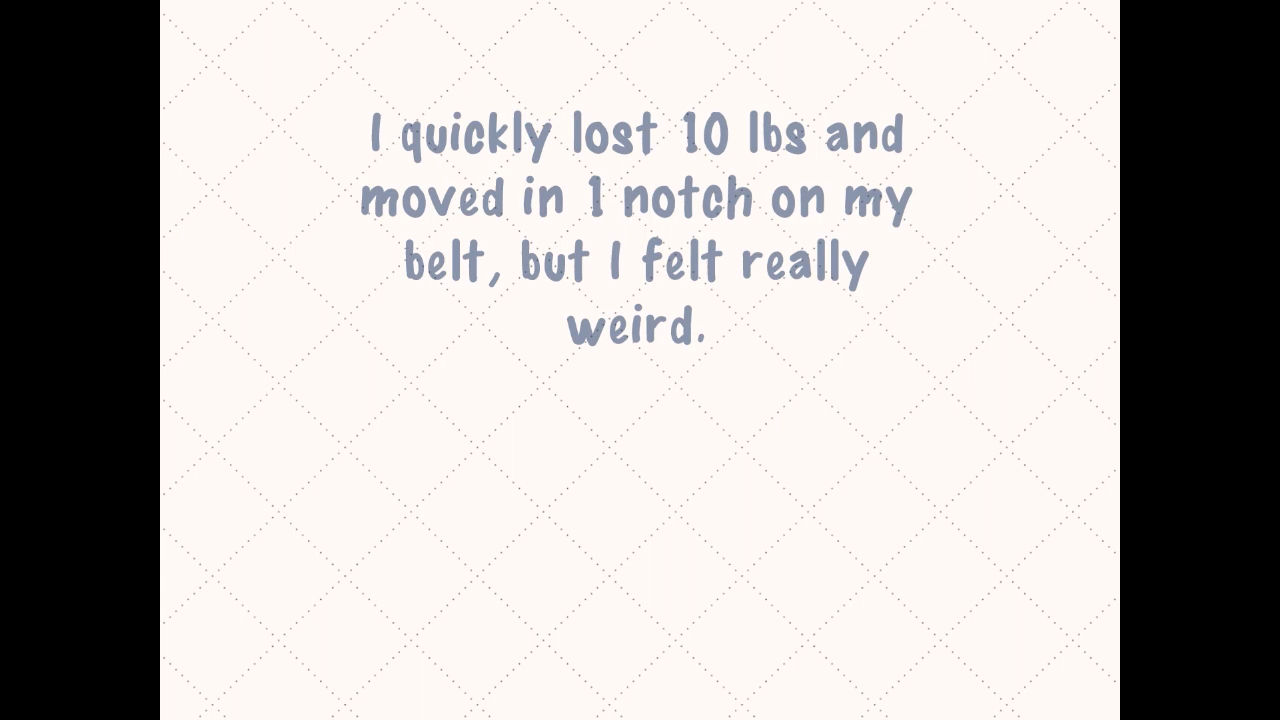 I quickly lost 10 lbs and
moved in 1 notch on my
belt, but I felt really
weird.